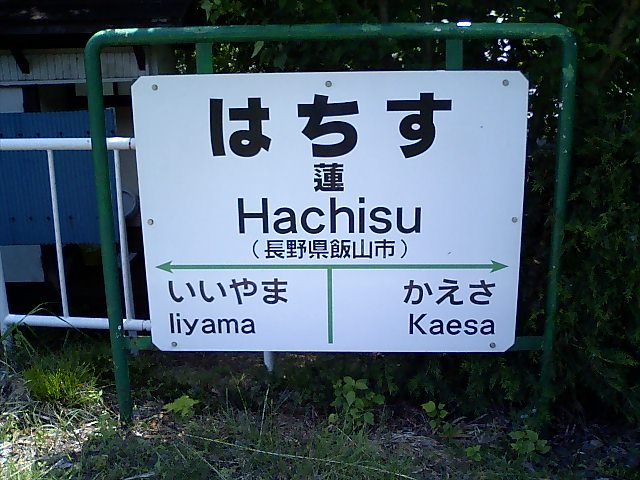 はちす
蓮
Hachisu
（長野県飯山市）
いいやま かえさ
Iiyama Kaesa